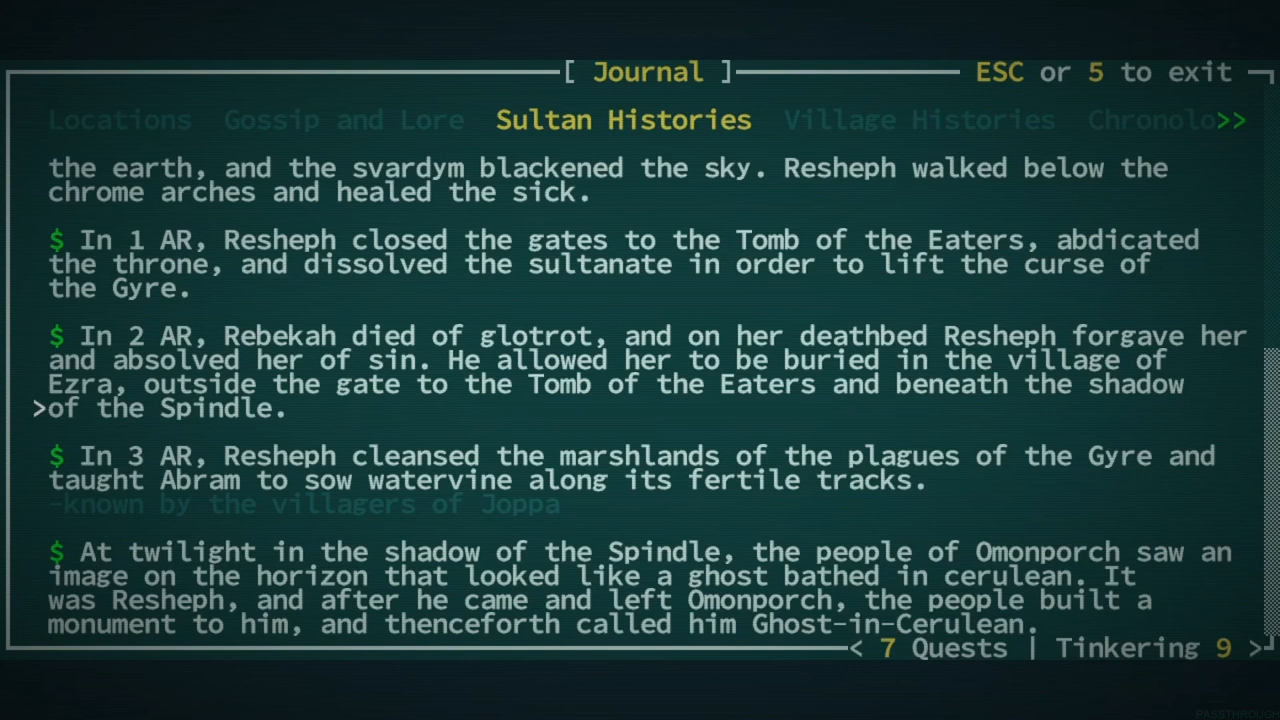 [ Journal ] ESC or 5 to exit
Locations Gossip and Lore Sultan Histories Village Histories Chronolo>>
the earth, and the svardym blackened the sky. Resheph walked below the
chrome arches and healed the sick.
$ In 1 AR, Resheph closed the gates to the Tomb of the Eaters, abdicated
the throne, and dissolved the sultanate in order to lift the curse of
the Gyre.
$ In 2 AR, Rebekah died of glotrot, and on her deathbed Resheph forgave her
and absolved her of sin. He allowed her to be buried in the village of
Ezra, outside the gate to the Tomb of the Eaters and beneath the shadow
>of the Spindle.
$ In 3 AR, Resheph cleansed the marshlands of the plagues of the Gyre and
taught Abram to sow watervine along its fertile tracks.
-known by the villagers of Joppa
$ At twilight in the shadow of the Spindle, the people of Omonporch saw an
image on the horizon that looked like a ghost bathed in cerulean. It
was Resheph, and after he came and left Omonporch, the people built a
monument to him, and thenceforth called him Ghost-in-Cerulean.
< 7 Quests | Tinkering 9 >